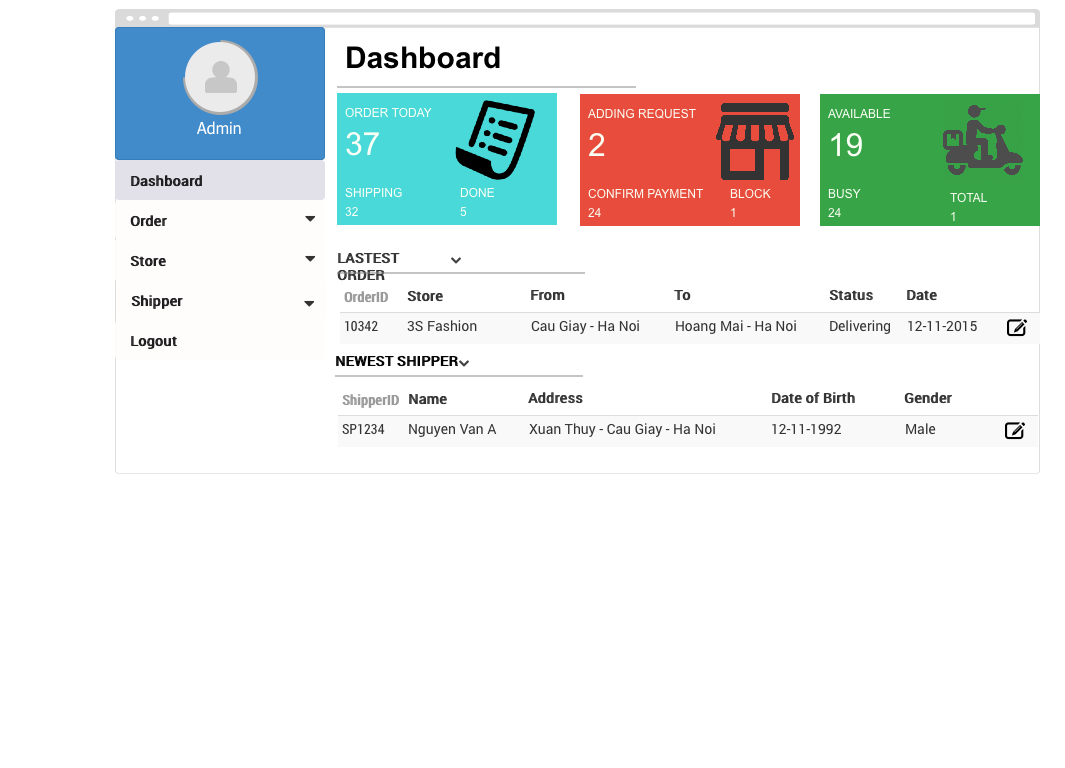 Admin
Dashboard
Order
Store
Shipper
Logout
Dashboard
ORDER TODAY
37
SHIPPING DONE
32 5
ADDING REQUEST
2
CONFIRM PAYMENT BLOCK
24 1
AVAILABLE
19
BUSY TOTAL
24 1
LASTEST
ORDER
OrderID Store From To Status Date
10342 3S Fashion Cau Giay - Ha Noi Hoang Mai - Ha Noi Delivering 12-11-2015
NEWEST SHIPPER
ShipperID Name Address Date of Birth Gender
SP1234 Nguyen Van A Xuan Thuy - Cau Giay - Ha Noi 12-11-1992 Male